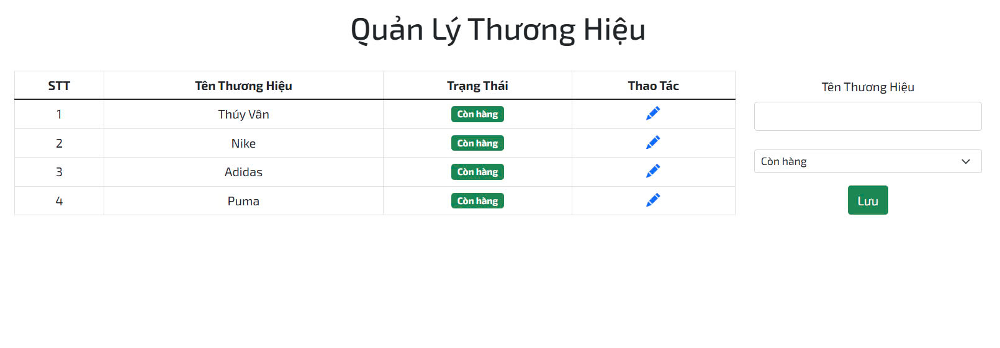 Quản Lý Thương Hiệu
STT Tên Thương Hiệu Trạng Thái Thao Tác
1 Thúy Vân Còn hàng
2 Nike Còn hàng
3 Adidas Còn hàng
4 Puma Còn hàng
Tên Thương Hiệu
Còn hàng
Lưu